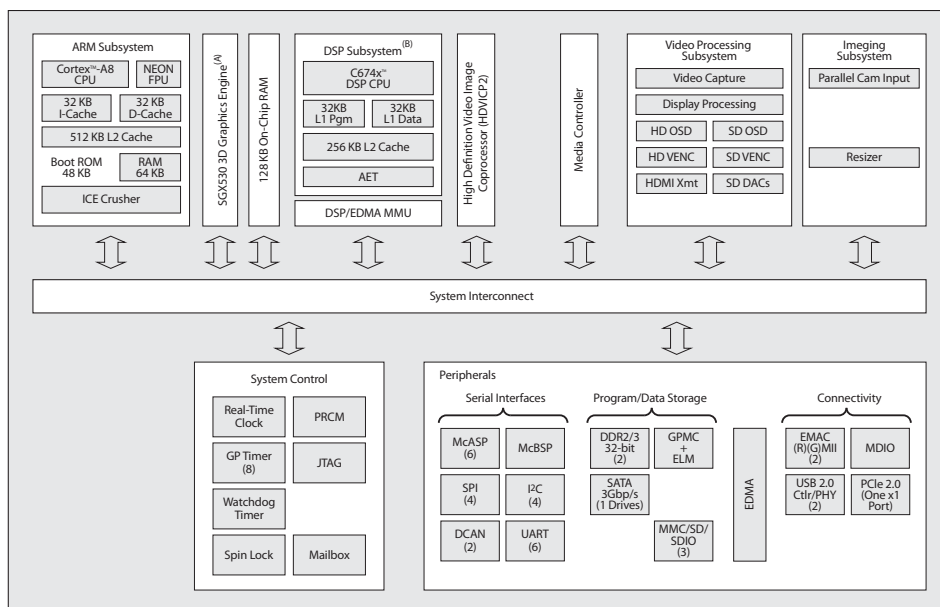 ARM Subsystem
Cortex™-A8
CPU
NEON
FPU
32 KB
I-Cache
32 KB
D-Cache
512 KB L2 Cache
Boot ROM
48 KB
RAM
64 KB
ICE Crusher
SGX530 3D Graphics Engine(A)
128 KB On-Chip RAM
DSP Subsystem(B)
C674x™
DSP CPU
32KB
L1 Pgm
32KB
L1 Data
256 KB L2 Cache
AET
DSP/EDMA MMU
High Definition Video Image
Coprocessor (HDVICP2)
Media Controller
Video Processing
Subsystem
Video Capture
Display Processing
HD OSD
SD OSD
HD VENC
SD VENC
HDMI Xmt
SD DACs
Imeging
Subsystem
Parallel Cam Input
Resizer
System Interconnect
System Control
Real-Time
Clock
PRCM
GP Timer
(8)
JTAG
Watchdog
Timer
Spin Lock
Mailbox
Peripherals
Serial Interfaces
McASP
(6)
McBSP
SPI
(4)
I²C
(4)
DCAN
(2)
UART
(6)
Program/Data Storage
DDR2/3
32-bit
(2)
GPMC
+
ELM
SATA
3Gbp/s
(1 Drives)
MMC/SD/
SDIO
(3)
EDMA
Connectivity
EMAC
(R)(G)MII
(2)
MDIO
USB 2.0
Ctlr/PHY
(2)
PCIe 2.0
(One x1
Port)